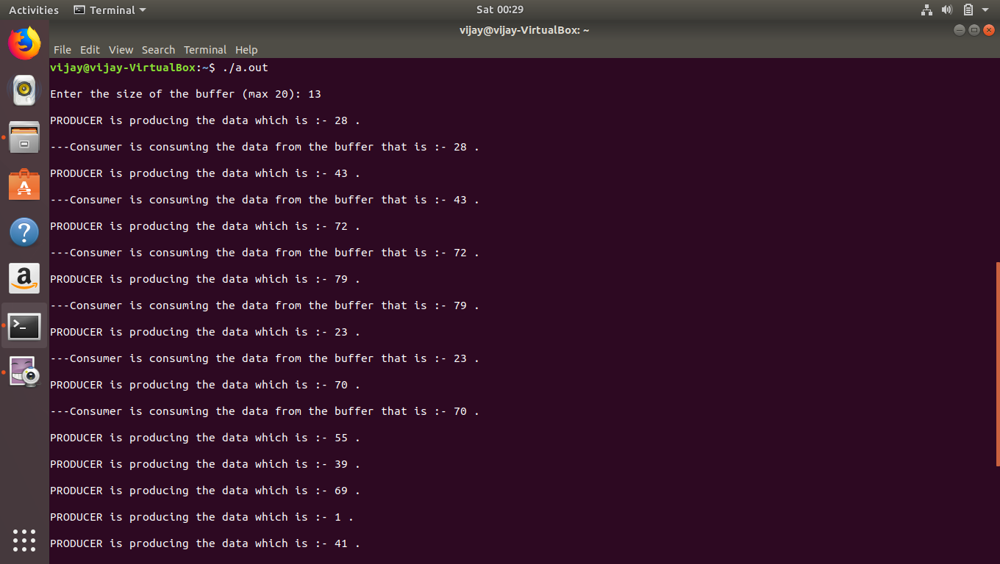 Activities Terminal Sat 00:29
vijay@vijay-VirtualBox: ~
File Edit View Search Terminal Help
vijay@vijay-VirtualBox:~$ ./a.out
Enter the size of the buffer (max 20): 13
PRODUCER is producing the data which is :- 28 .
---Consumer is consuming the data from the buffer that is :- 28 .
PRODUCER is producing the data which is :- 43 .
---Consumer is consuming the data from the buffer that is :- 43 .
PRODUCER is producing the data which is :- 72 .
---Consumer is consuming the data from the buffer that is :- 72 .
PRODUCER is producing the data which is :- 79 .
---Consumer is consuming the data from the buffer that is :- 79 .
PRODUCER is producing the data which is :- 23 .
---Consumer is consuming the data from the buffer that is :- 23 .
PRODUCER is producing the data which is :- 70 .
---Consumer is consuming the data from the buffer that is :- 70 .
PRODUCER is producing the data which is :- 55 .
PRODUCER is producing the data which is :- 39 .
PRODUCER is producing the data which is :- 69 .
PRODUCER is producing the data which is :- 1 .
PRODUCER is producing the data which is :- 41 .